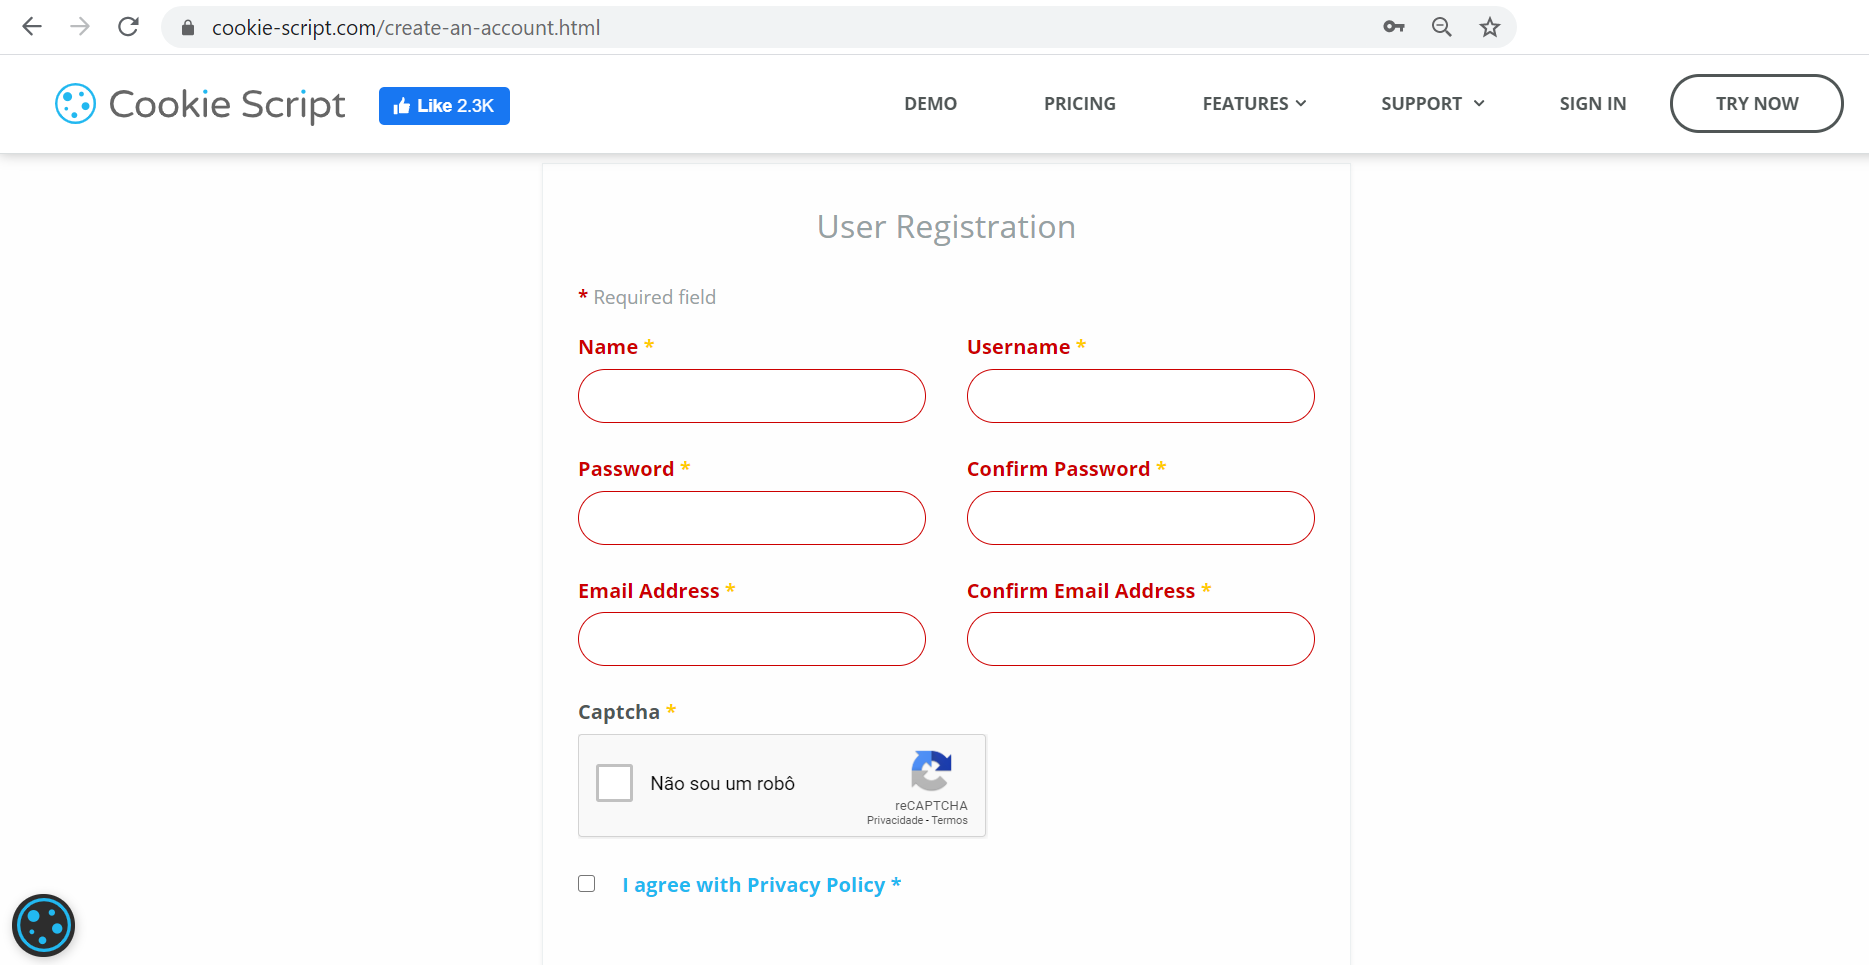 cookie-script.com/create-an-account.html
Cookie Script
Like 2.3K
DEMO
PRICING
FEATURES
SUPPORT
SIGN IN
TRY NOW
User Registration
* Required field
Name *
Username *
Password *
Confirm Password *
Email Address *
Confirm Email Address *
Captcha *
Não sou um robô
reCAPTCHA
Privacidade - Termos
I agree with Privacy Policy *